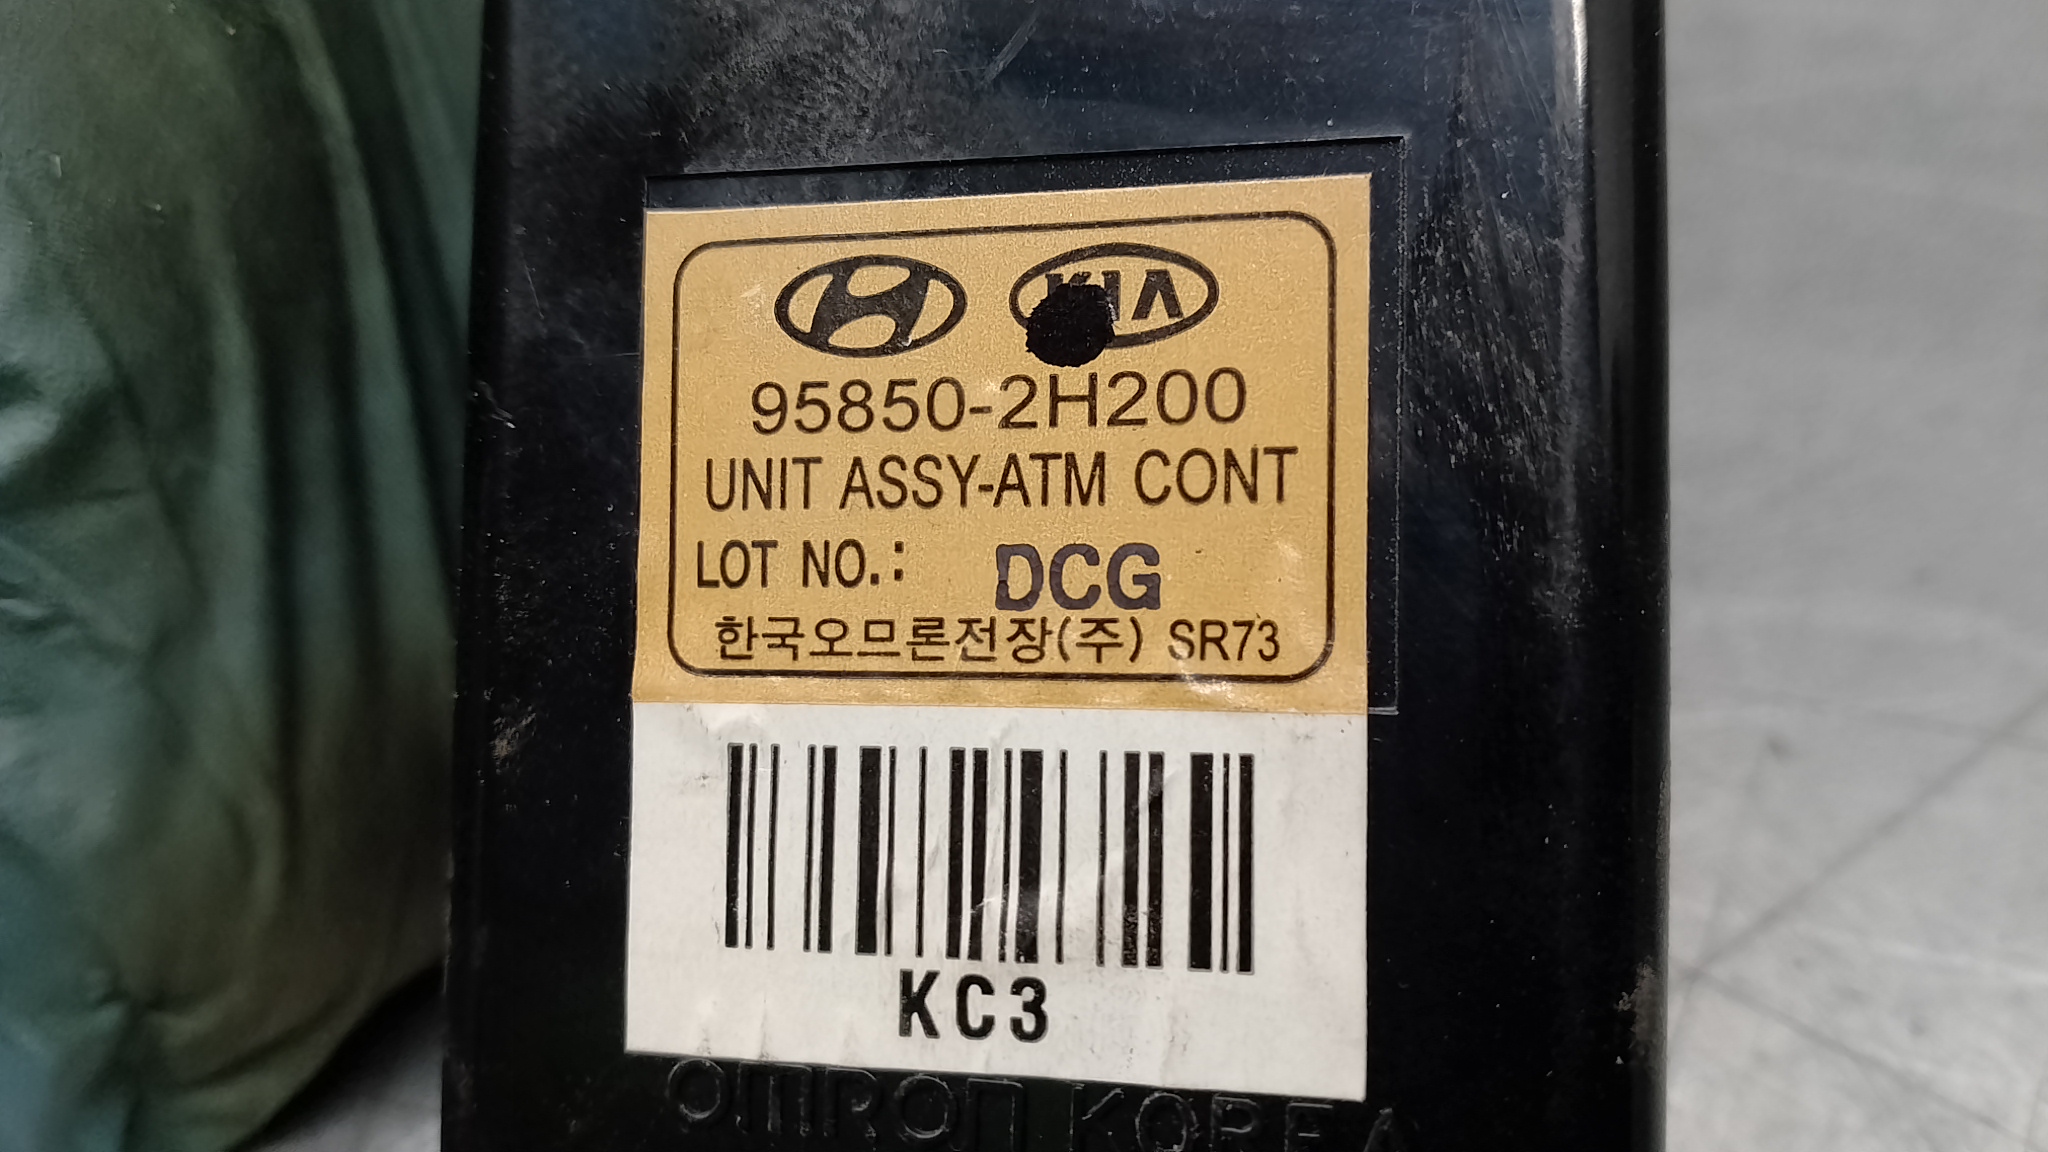 KIA
95850-2H200
UNIT ASSY-ATM CONT
LOT NO.: DCG
한국오므론전장(주) SR73
KC3
OMRON KOREA